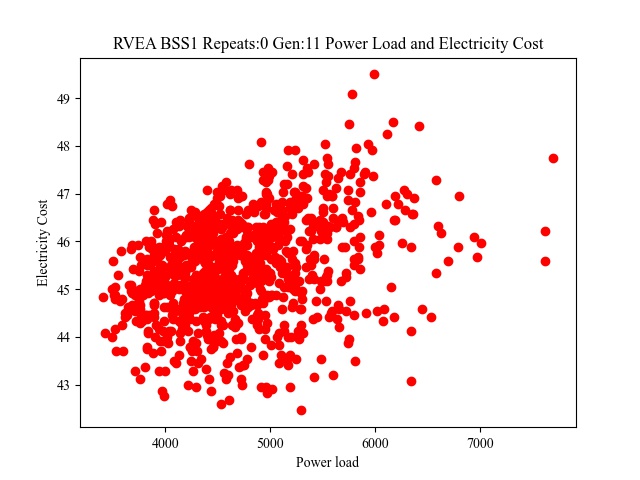 RVEA BSS1 Repeats:0 Gen:11 Power Load and Electricity Cost
49
48
47
46
45
44
43
Electricity Cost
4000 5000 6000 7000
Power load